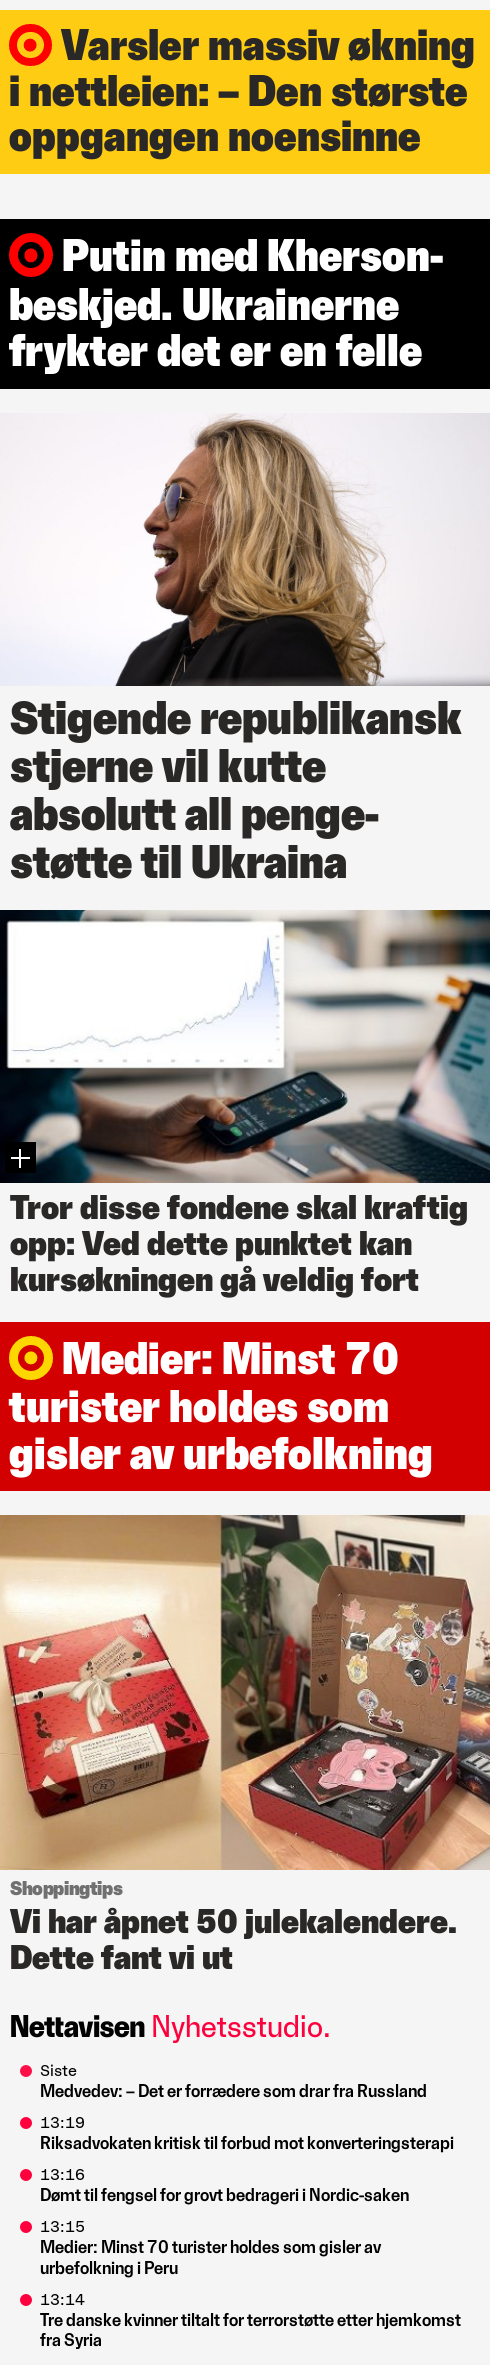 Varsler massiv økning
i nettleien: – Den største
oppgangen noensinne
Putin med Kherson-
beskjed. Ukrainerne
frykter det er en felle
Stigende republikansk
stjerne vil kutte
absolutt all penge-
støtte til Ukraina
Tror disse fondene skal kraftig
opp: Ved dette punktet kan
kursøkningen gå veldig fort
Medier: Minst 70
turister holdes som
gisler av urbefolkning
Shoppingtips
Vi har åpnet 50 julekalendere.
Dette fant vi ut
Nettavisen Nyhetsstudio.
Siste
Medvedev: – Det er forrædere som drar fra Russland
13:19
Riksadvokaten kritisk til forbud mot konverteringsterapi
13:16
Dømt til fengsel for grovt bedrageri i Nordic-saken
13:15
Medier: Minst 70 turister holdes som gisler av
urbefolkning i Peru
13:14
Tre danske kvinner tiltalt for terrorstøtte etter hjemkomst
fra Syria